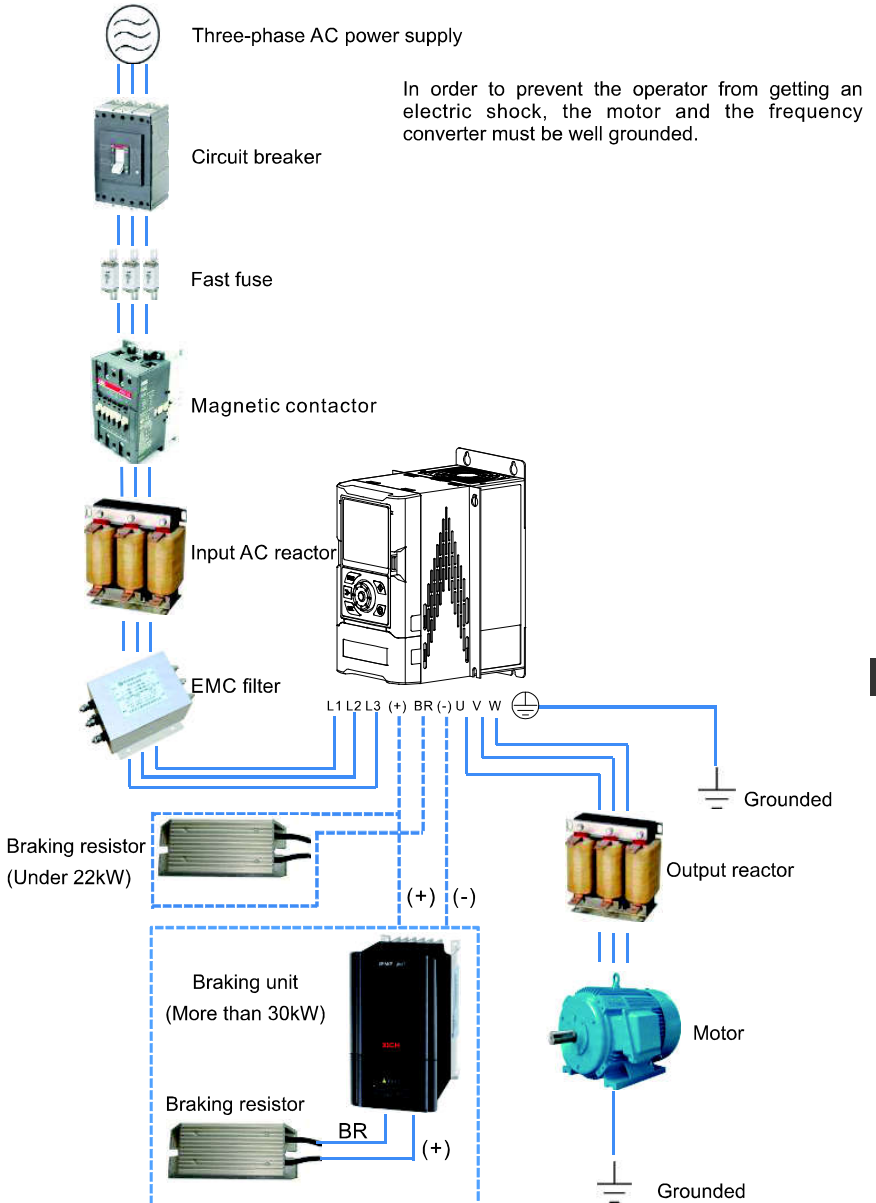 Three-phase AC power supply
In order to prevent the operator from getting an
electric shock, the motor and the frequency
converter must be well grounded.
Circuit breaker
Fast fuse
Magnetic contactor
Input AC reactor
EMC filter
L1 L2 L3 (+) BR (-) U V W
Grounded
Braking resistor
(Under 22kW)
Output reactor
(+) (-)
Braking unit
(More than 30kW)
XICHI
Motor
Braking resistor
BR
(+)
Grounded